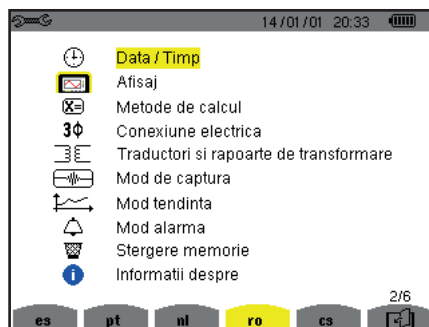 14/01/01 20:33
Data / Timp
Afisaj
X= Metode de calcul
3Φ Conexiune electrica
Traductori si rapoarte de transformare
Mod de captura
Mod tendinta
Mod alarma
Stergere memorie
i Informatii despre
2/6
es pt nl ro cs